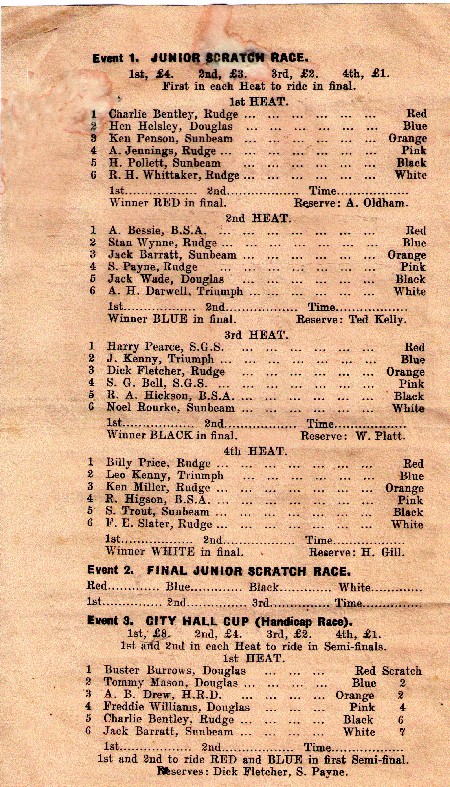 Event 1. JUNIOR SCRATCH RACE.
1st, £4. 2nd, £3. 3rd, £2. 4th, £1.
First in each Heat to ride in final.
1st HEAT.
1 Charlie Bentley, Rudge ... ... ... ... ... Red
2 Hen Helsley, Douglas ... ... ... ... ... Blue
3 Ken Penson, Sunbeam ... ... ... ... ... Orange
4 A. Jennings, Rudge ... ... ... ... ... ... Pink
5 H. Pollett, Sunbeam ... ... ... ... ... Black
6 R. H. Whittaker, Rudge ... ... ... ... ... White
1st............... 2nd............... Time...............
Winner RED in final. Reserve: A. Oldham.
2nd HEAT.
1 A. Bessie, B.S.A. ... ... ... ... ... ... Red
2 Stan Wynne, Rudge ... ... ... ... ... ... Blue
3 Jack Barratt, Sunbeam ... ... ... ... ... Orange
4 S. Payne, Rudge ... ... ... ... ... Pink
5 Jack Wade, Douglas ... ... ... ... ... Black
6 A. H. Darwell, Triumph ... ... ... ... ... White
1st............... 2nd............... Time...............
Winner BLUE in final. Reserve: Ted Kelly.
3rd HEAT.
1 Harry Pearce, S.G.S. ... ... ... ... ... Red
2 J. Kenny, Triumph ... ... ... ... ... ... Blue
3 Dick Fletcher, Rudge ... ... ... ... ... Orange
4 S. G. Bell, S.G.S. ... ... ... ... ... ... Pink
5 R. A. Hickson, B.S.A. ... ... ... ... ... Black
6 Noel Rourke, Sunbeam ... ... ... ... ... White
1st............... 2nd............... Time...............
Winner BLACK in final. Reserve: W. Platt.
4th HEAT.
1 Billy Price, Rudge ... ... ... ... ... ... Red
2 Leo Kenny, Triumph ... ... ... ... ... Blue
3 Ken Miller, Rudge ... ... ... ... ... ... Orange
4 R. Higson, B.S.A. ... ... ... ... ... ... Pink
5 S. Trout, Sunbeam ... ... ... ... ... ... Black
6 F. E. Slater, Rudge ... ... ... ... ... ... White
1st............... 2nd............... Time...............
Winner WHITE in final. Reserve: H. Gill.
Event 2. FINAL JUNIOR SCRATCH RACE.
Red............ Blue............ Black............ White............
1st............ 2nd............ 3rd............ Time............
Event 3. CITY HALL CUP (Handicap Race).
1st, £8. 2nd, £4. 3rd, £2. 4th, £1.
1st and 2nd in each Heat to ride in Semi-finals.
1st HEAT.
1 Buster Burrows, Douglas ... ... ... ... Red Scratch
2 Tommy Mason, Douglas ... ... ... ... Blue 2
3 A. B. Drew, H.R.D. ... ... ... ... Orange 2
4 Freddie Williams, Douglas ... ... ... Pink 4
5 Charlie Bentley, Rudge ... ... ... ... Black 6
6 Jack Barratt, Sunbeam ... ... ... ... White 7
1st............... 2nd............... Time...............
1st and 2nd to ride RED and BLUE in first Semi-final.
Reserves: Dick Fletcher, S. Payne.